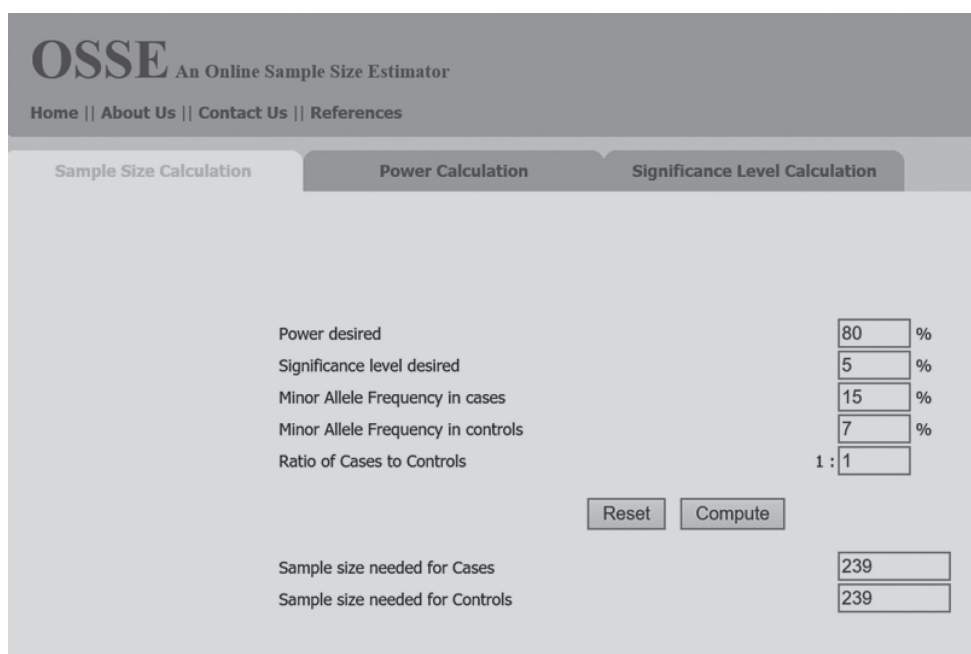 OSSE An Online Sample Size Estimator
Home || About Us || Contact Us || References
Sample Size Calculation Power Calculation Significance Level Calculation
Power desired 80 %
Significance level desired 5 %
Minor Allele Frequency in cases 15 %
Minor Allele Frequency in controls 7 %
Ratio of Cases to Controls 1 : 1
Reset Compute
Sample size needed for Cases 239
Sample size needed for Controls 239